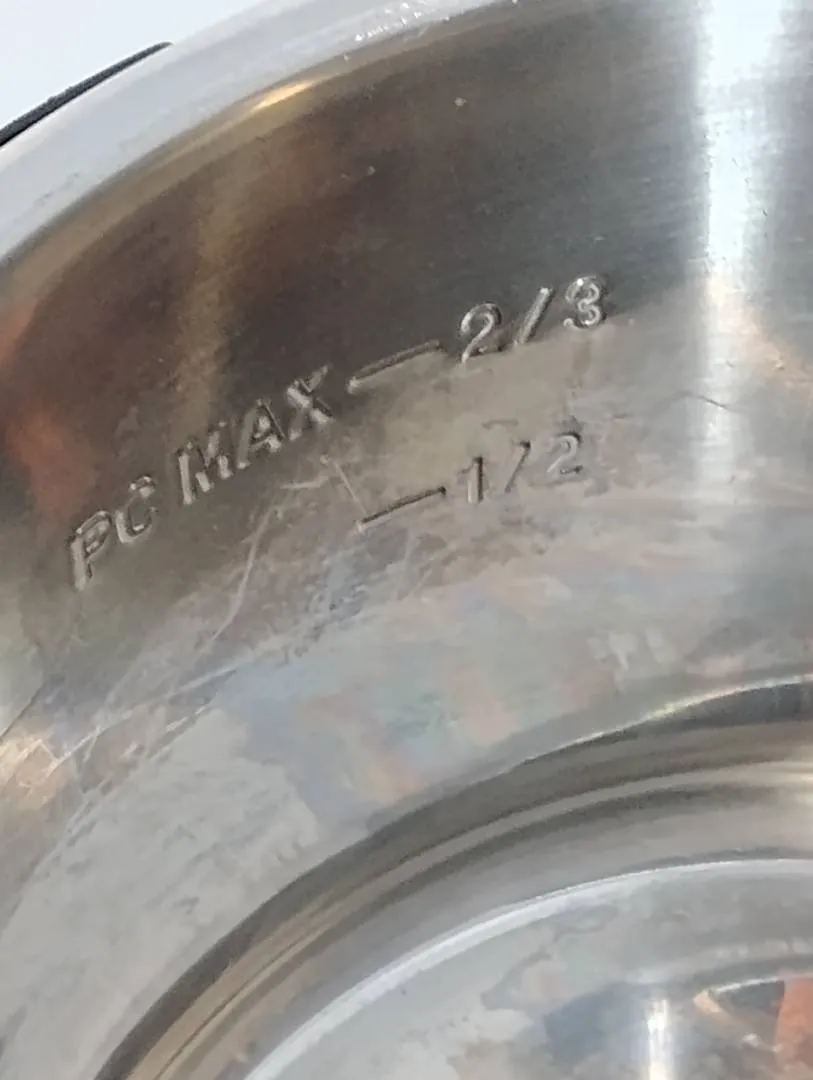 PC MAX — 2/3
— 1/2